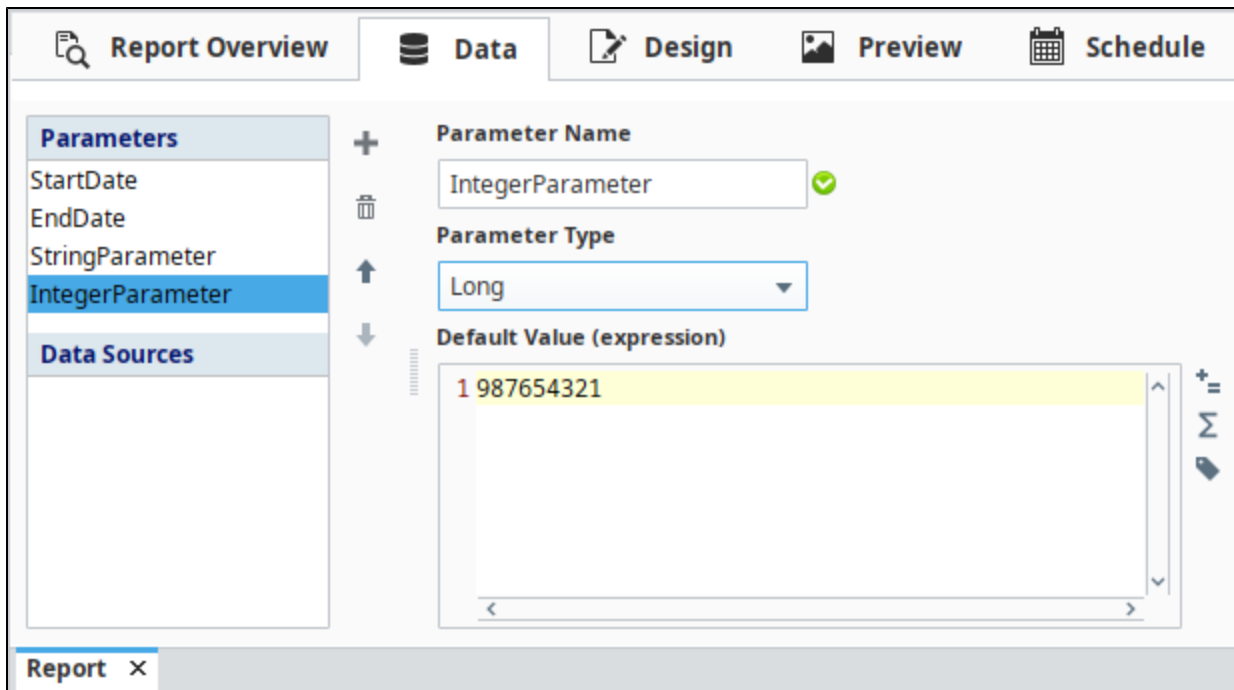 Report Overview
Data
Design
Preview
Schedule
Parameters
StartDate
EndDate
StringParameter
IntegerParameter
Data Sources
Parameter Name
IntegerParameter
Parameter Type
Long
Default Value (expression)
1 987654321
Report